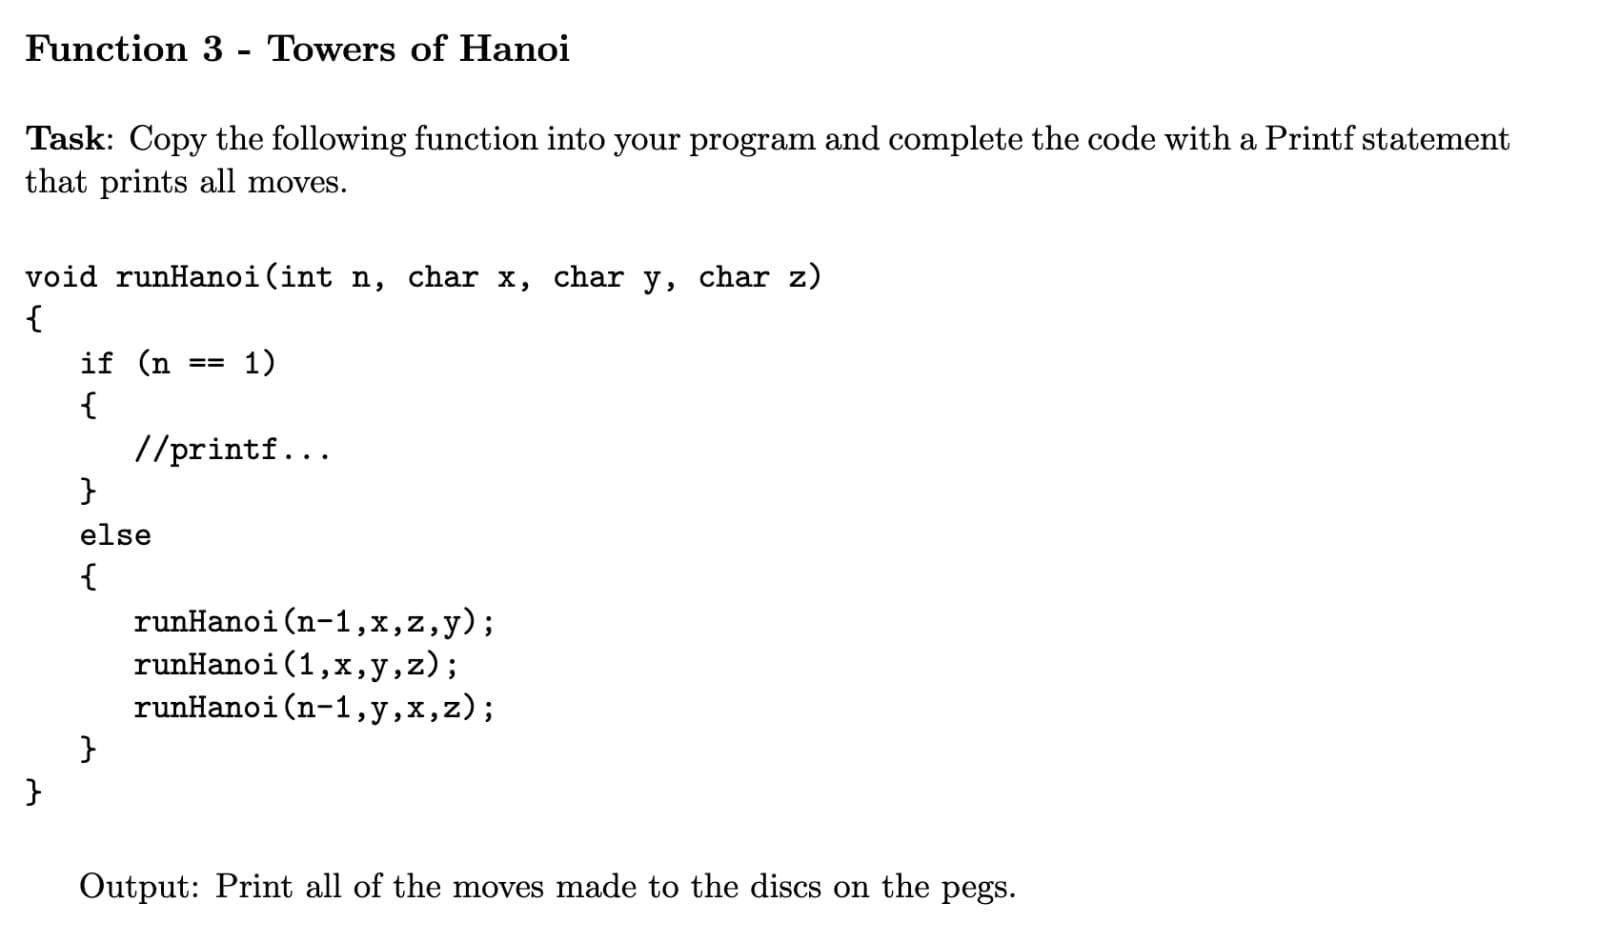 Function 3 - Towers of Hanoi
Task: Copy the following function into your program and complete the code with a Printf statement
that prints all moves.
void runHanoi(int n, char x, char y, char z)
{
if (n == 1)
{
//printf...
}
else
{
runHanoi(n-1,x,z,y);
runHanoi(1,x,y,z);
runHanoi(n-1,y,x,z);
}
}
Output: Print all of the moves made to the discs on the pegs.